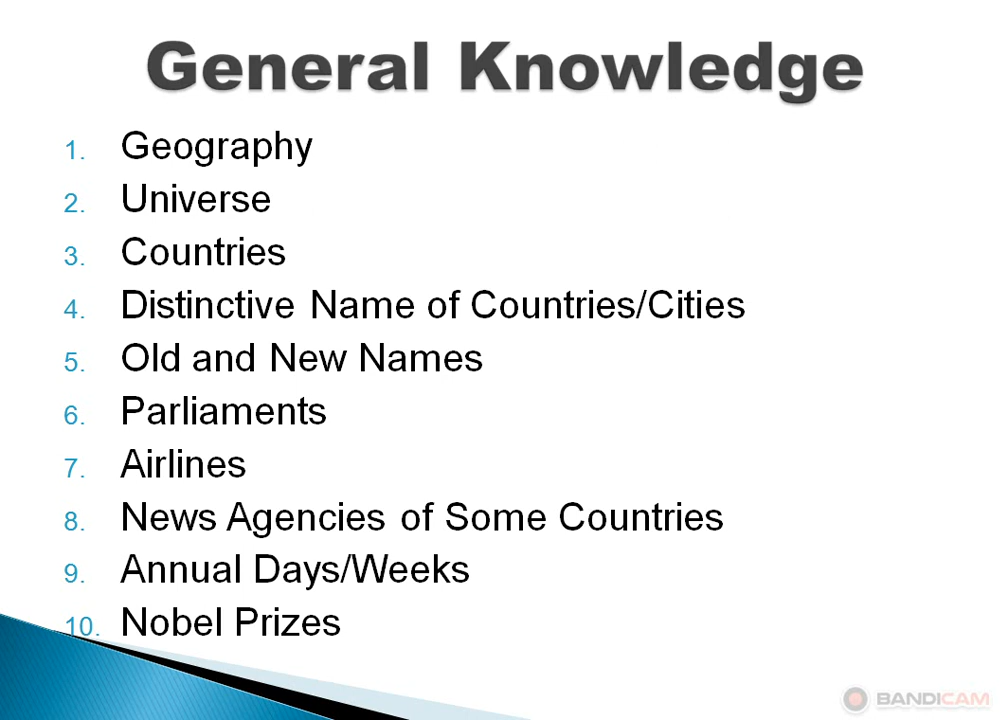 General Knowledge
1. Geography
2. Universe
3. Countries
4. Distinctive Name of Countries/Cities
5. Old and New Names
6. Parliaments
7. Airlines
8. News Agencies of Some Countries
9. Annual Days/Weeks
10. Nobel Prizes
BANDICAM